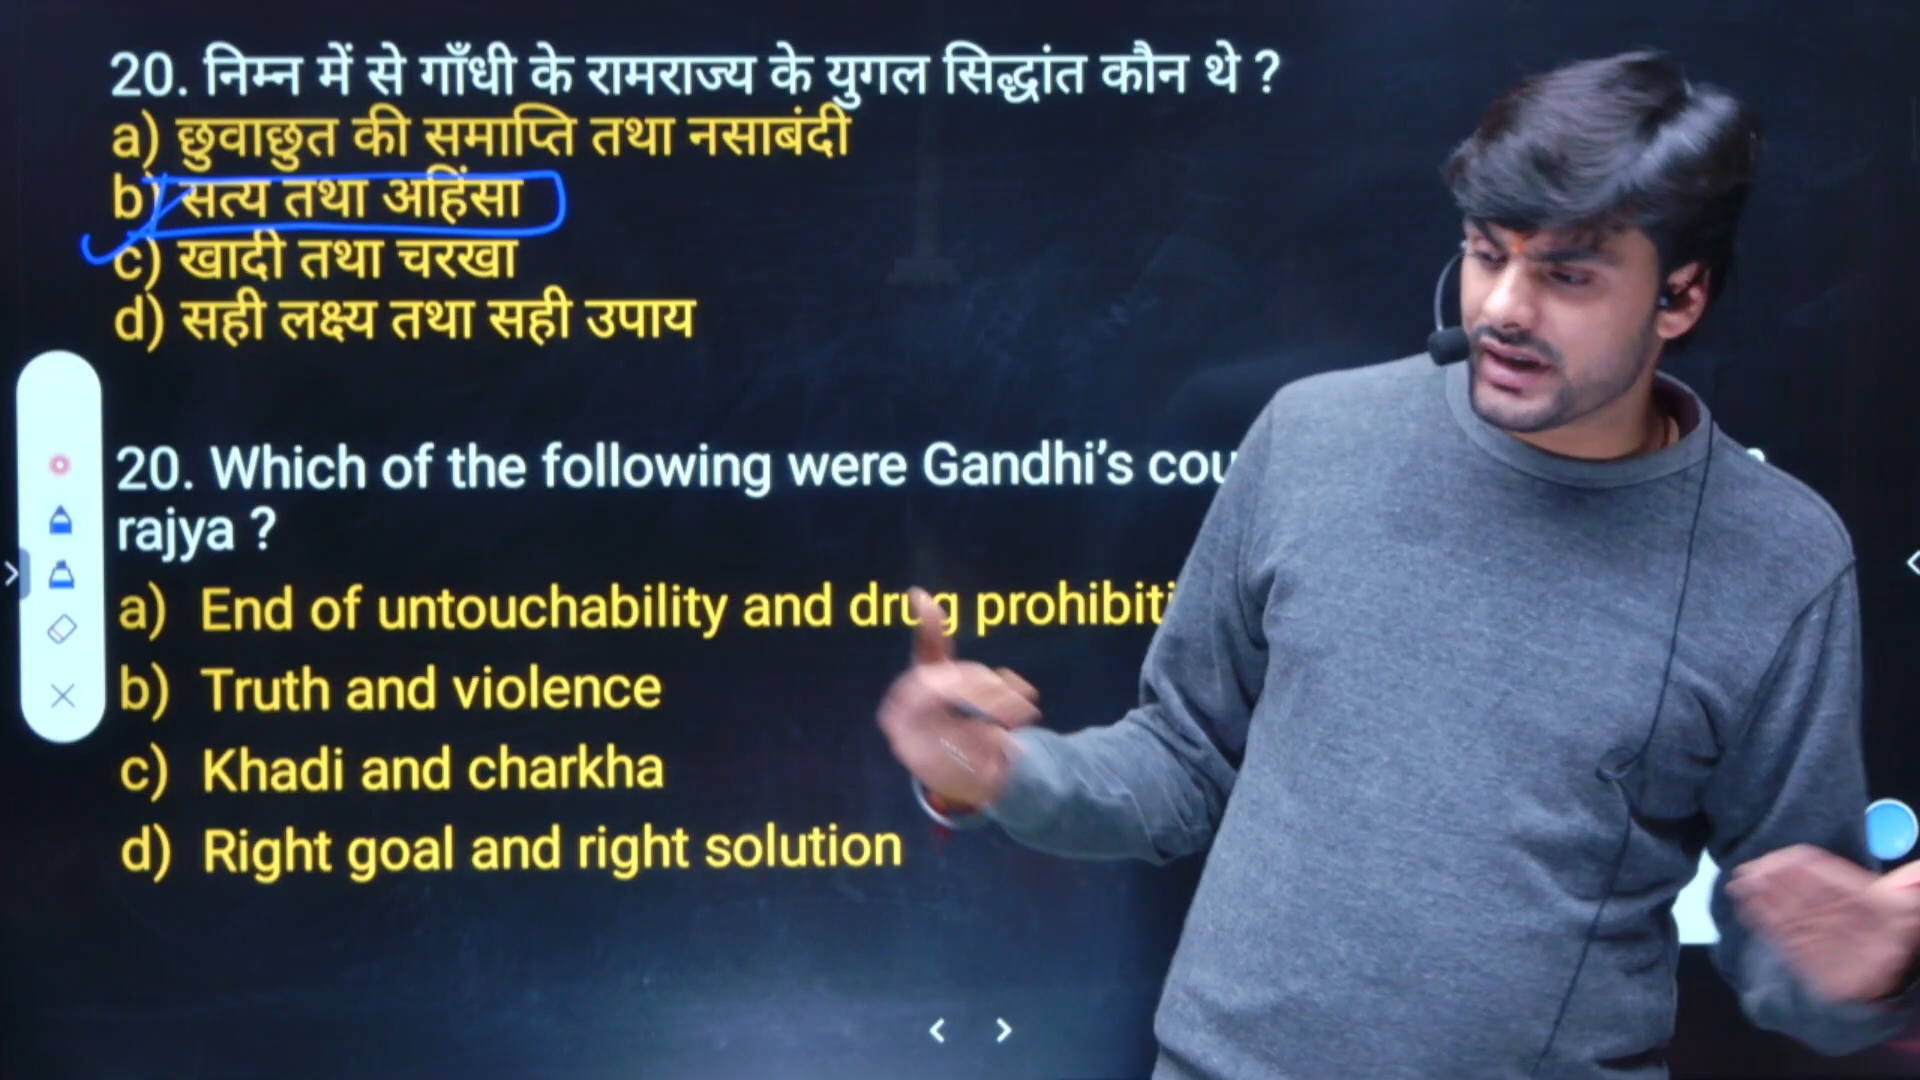 20. निम्न में से गाँधी के रामराज्य के युगल सिद्धांत कौन थे ?
a) छुवाछुत की समाप्ति तथा नसाबंदी
b) सत्य तथा अहिंसा
c) खादी तथा चरखा
d) सही लक्ष्य तथा सही उपाय
20. Which of the following were Gandhi's
rajya ?
a) End of untouchability and drug
b) Truth and violence
c) Khadi and charkha
d) Right goal and right solution